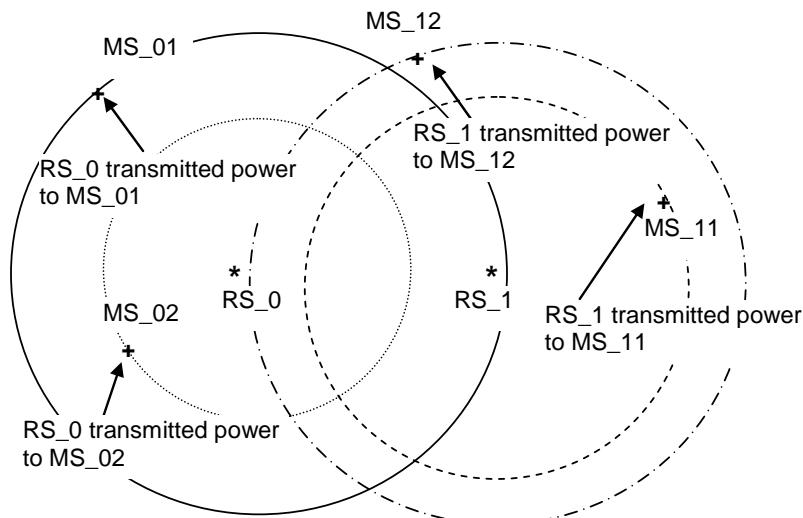 MS_12
MS_01
RS_1 transmitted power
to MS_12
RS_0 transmitted power
to MS_01
MS_11
*
RS_0
*
RS_1
MS_02
RS_1 transmitted power
to MS_11
RS_0 transmitted power
to MS_02